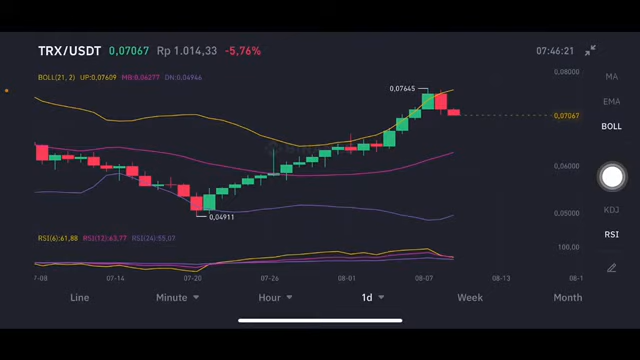 TRX/USDT 0,07067 Rp 1.014,33 -5,76% 07:46:21
BOLL(21, 2) UP:0,07609 MB:0,06277 DN:0,04946
0,08000
MA
0,07645
EMA
0,07067
BOLL
0,06000
0,05000
0,04911
KDJ
RSI(6):61,88 RSI(12):63,77 RSI(24):55,07
RSI
100,00
07-08 07-14 07-20 07-26 08-01 08-07 08-13 08-1
Line Minute Hour 1d Week Month